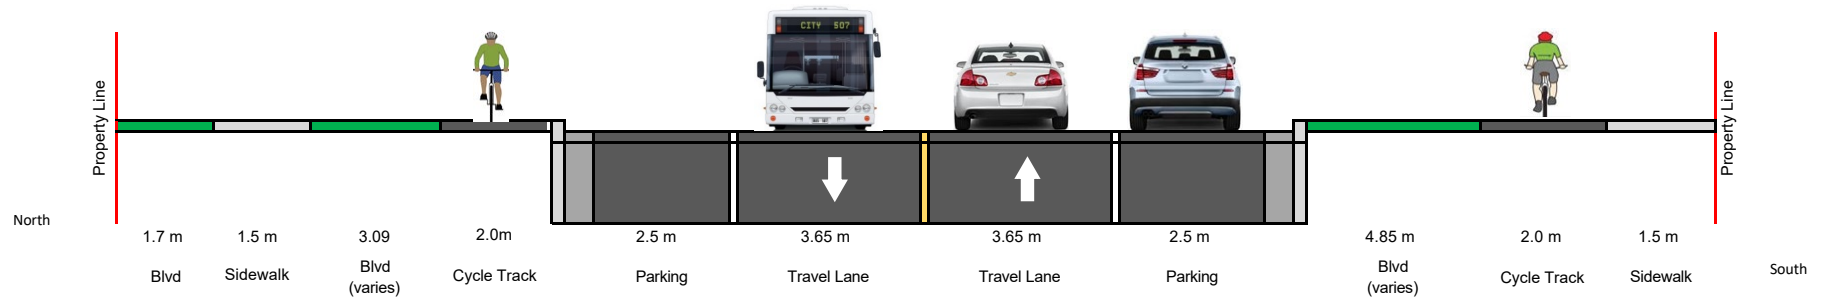 CITY 507
Property Line
Property Line
North
1.7 m
1.5 m
3.09
2.0m
2.5 m
3.65 m
3.65 m
2.5 m
4.85 m
2.0 m
1.5 m
Blvd
Sidewalk
Blvd
(varies)
Cycle Track
Parking
Travel Lane
Travel Lane
Parking
Blvd
(varies)
Cycle Track
Sidewalk
South